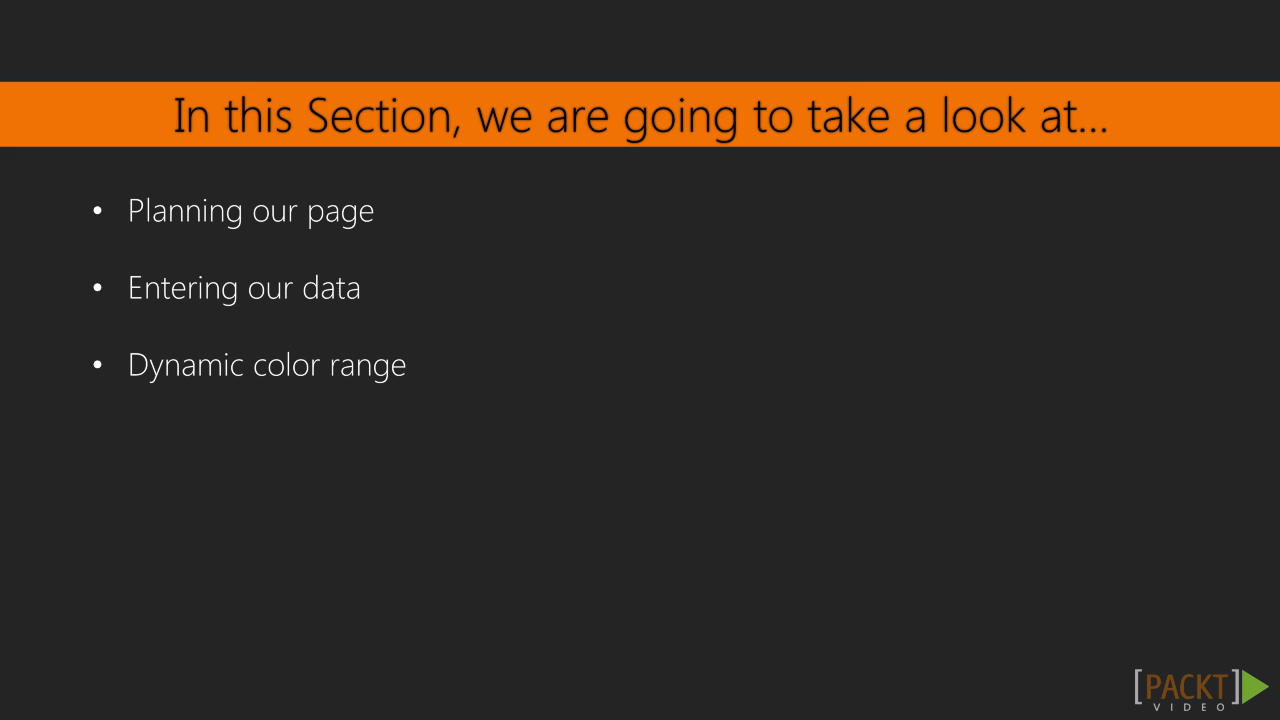 In this Section, we are going to take a look at...
• Planning our page
• Entering our data
• Dynamic color range
[PACKT]
VIDEO